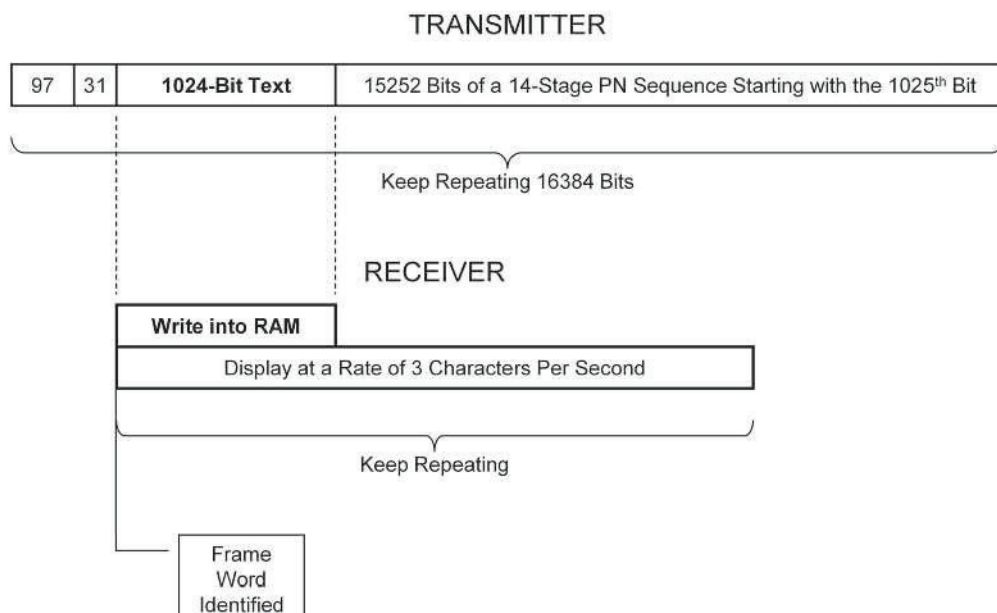 TRANSMITTER
97 31 1024-Bit Text 15252 Bits of a 14-Stage PN Sequence Starting with the 1025th Bit
Keep Repeating 16384 Bits
RECEIVER
Write into RAM
Display at a Rate of 3 Characters Per Second
Keep Repeating
Frame
Word
Identified